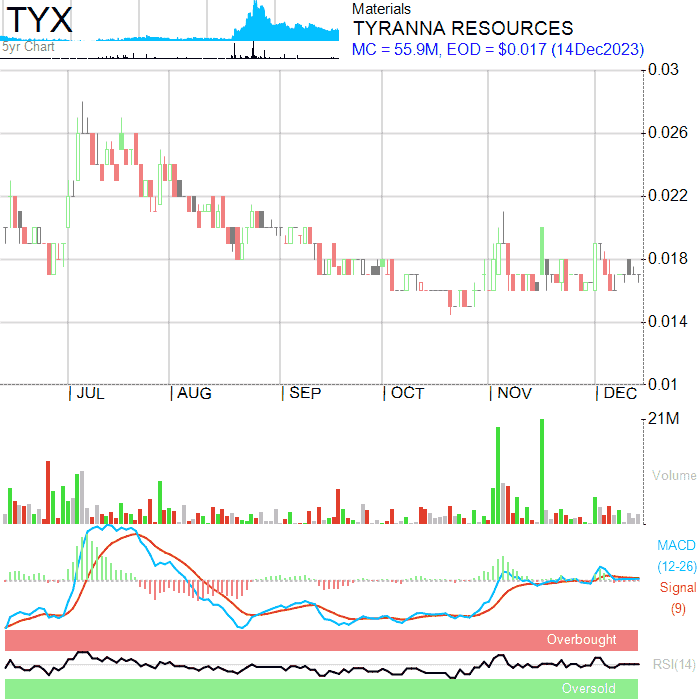 TYX
5yr Chart
Materials
TYRANNA RESOURCES
MC = 55.9M, EOD = $0.017 (14Dec2023)
0.03
0.026
0.022
0.018
0.014
0.01
JUL AUG SEP OCT NOV DEC
21M
Volume
MACD
(12-26)
Signal
(9)
Overbought
RSI(14)
Oversold